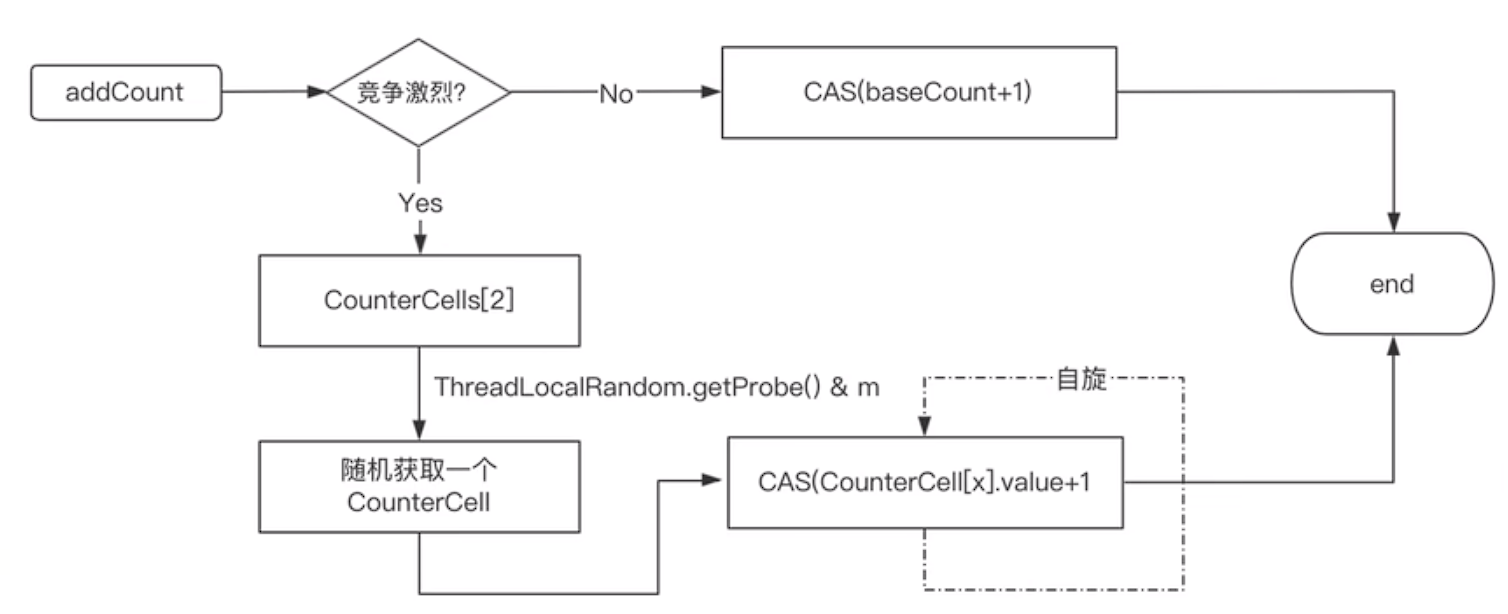 addCount
竞争激烈?
No
CAS(baseCount+1)
Yes
CounterCells[2]
end
ThreadLocalRandom.getProbe() & m
自旋
随机获取一个
CounterCell
CAS(CounterCell[x].value+1